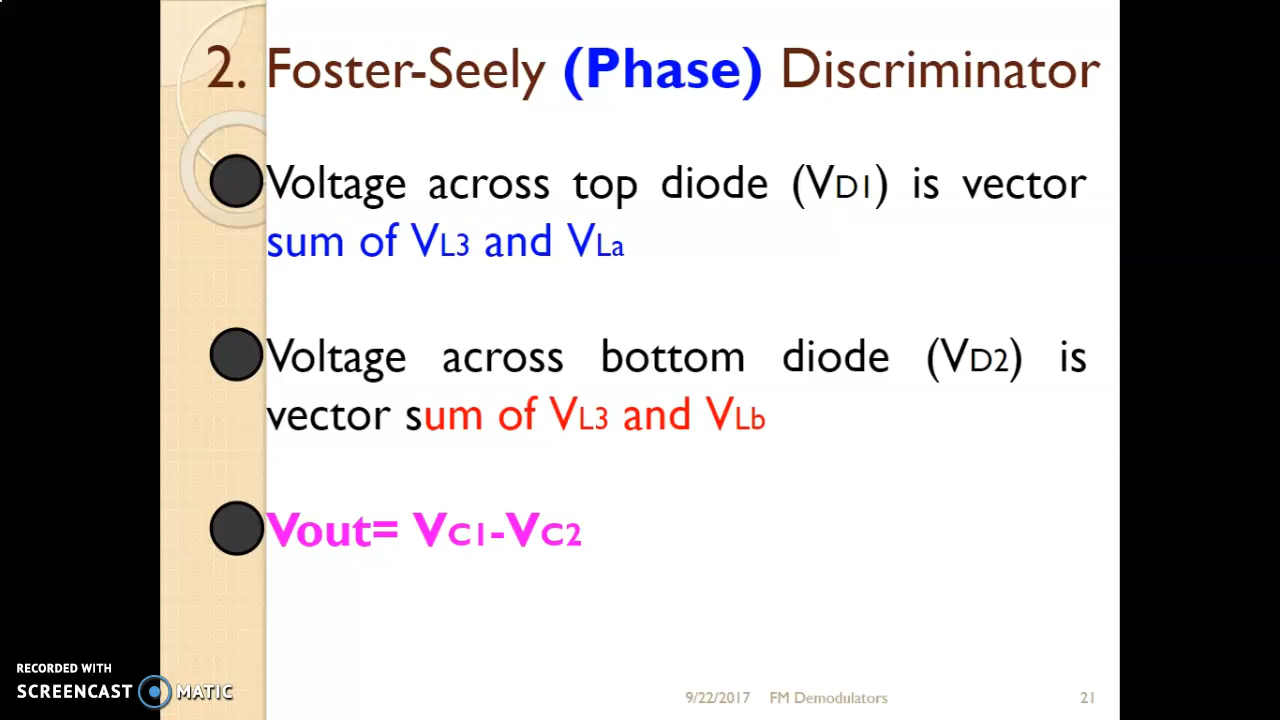 2. Foster-Seely (Phase) Discriminator
Voltage across top diode (VD1) is vector
sum of VL3 and VLa
Voltage across bottom diode (VD2) is
vector sum of VL3 and VLb
Vout= VC1-VC2
RECORDED WITH
SCREENCAST MATIC
9/22/2017 FM Demodulators 21